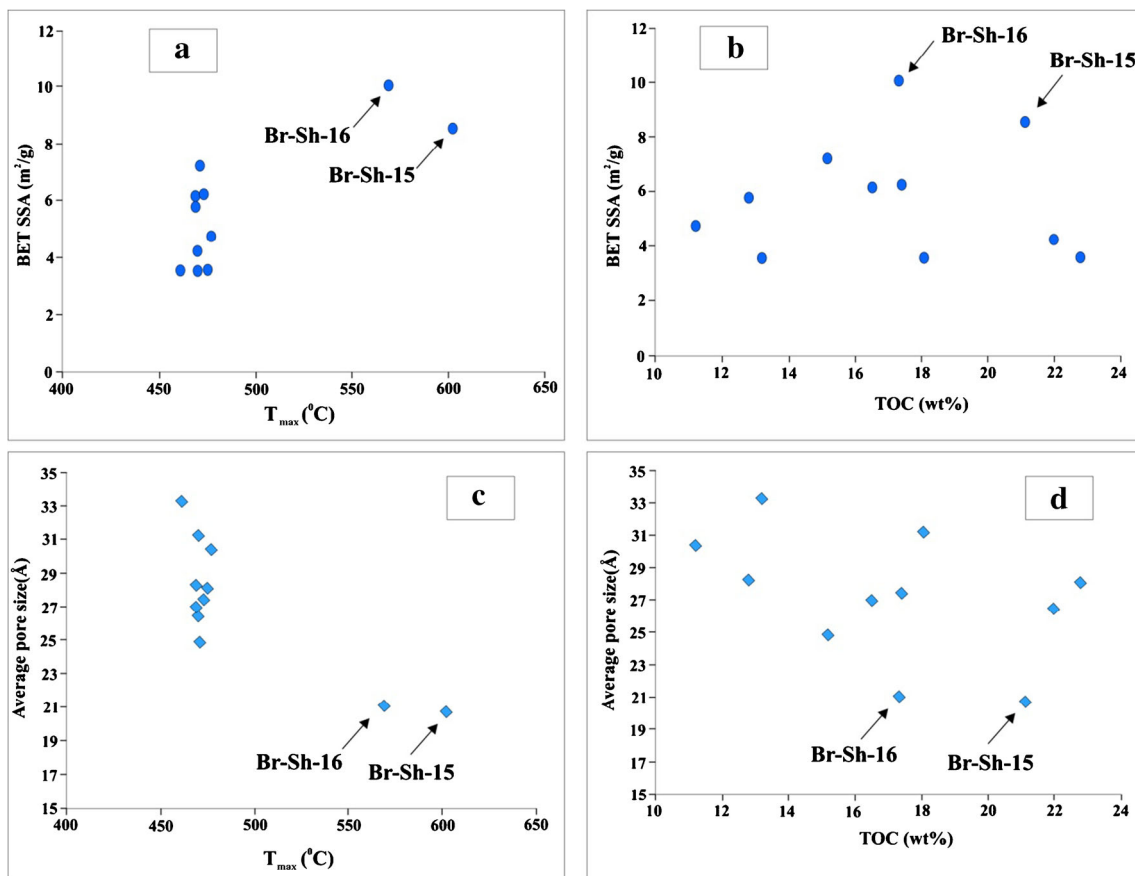 a
BET SSA (m²/g)
12
10
8
6
4
2
0
400 450 500 550 600 650
Tmax (⁰C)
Br-Sh-16
Br-Sh-15
b
BET SSA (m²/g)
12
10
8
6
4
2
0
10 12 14 16 18 20 22 24
TOC (wt%)
Br-Sh-16
Br-Sh-15
c
Average pore size(Å)
35
33
31
29
27
25
23
21
19
17
15
400 450 500 550 600 650
Tmax (⁰C)
Br-Sh-16
Br-Sh-15
d
Average pore size(Å)
35
33
31
29
27
25
23
21
19
17
15
10 12 14 16 18 20 22 24
TOC (wt%)
Br-Sh-16
Br-Sh-15